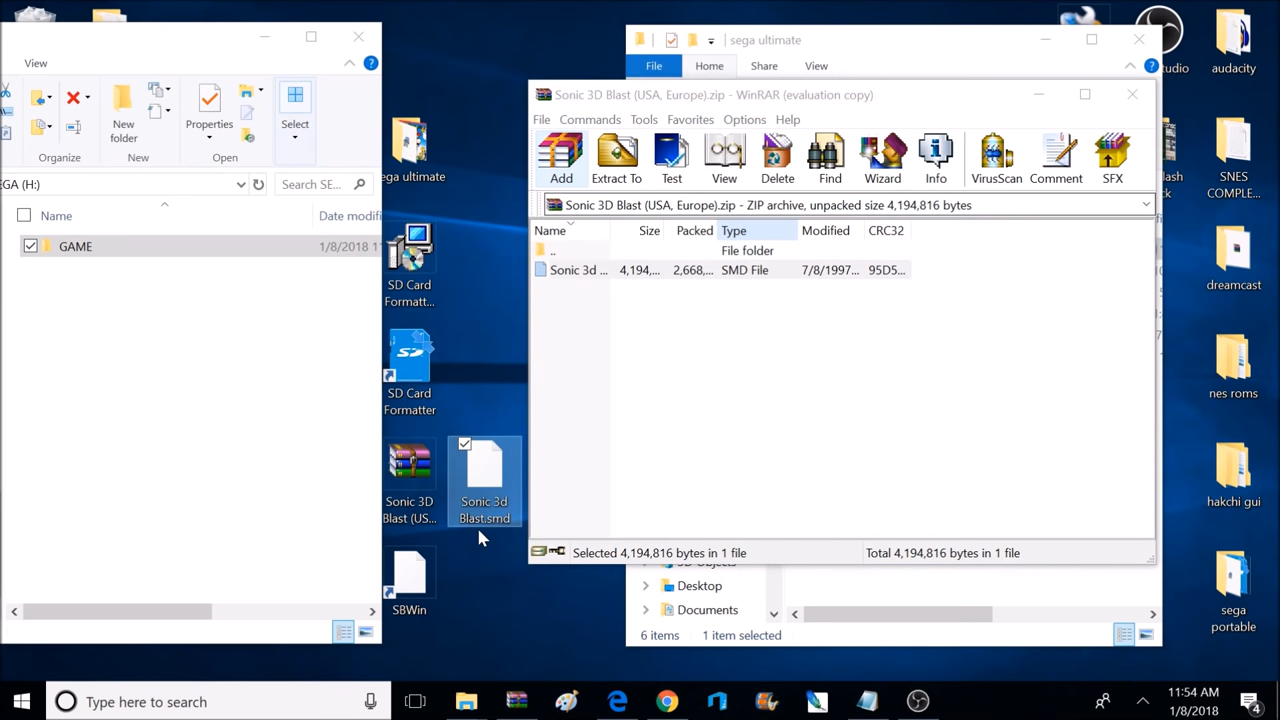 View
New
folder
Properties
Select
Organize
New
Open
EGA (H:)
Search SE...
Name
Date modifi
GAME
1/8/2018 11
ega ultimate
SD Card
Formatt...
SD Card
Formatter
Sonic 3D
Blast (US...
Sonic 3d
Blast.smd
SBWin
sega ultimate
File
Home
Share
View
Sonic 3D Blast (USA, Europe).zip - WinRAR (evaluation copy)
File Commands Tools Favorites Options Help
Add
Extract To
Test
View
Delete
Find
Wizard
Info
VirusScan
Comment
SFX
Sonic 3D Blast (USA, Europe).zip - ZIP archive, unpacked size 4,194,816 bytes
Name Size Packed Type Modified CRC32
.. File folder
Sonic 3d ... 4,194,... 2,668,... SMD File 7/8/1997... 95D5...
Selected 4,194,816 bytes in 1 file
Total 4,194,816 bytes in 1 file
3D Objects
Desktop
Documents
6 items
1 item selected
tudio
audacity
lash
SNES
COMPLE...
dreamcast
nes roms
hakchi gui
sega
portable
Type here to search
11:54 AM
1/8/2018
4